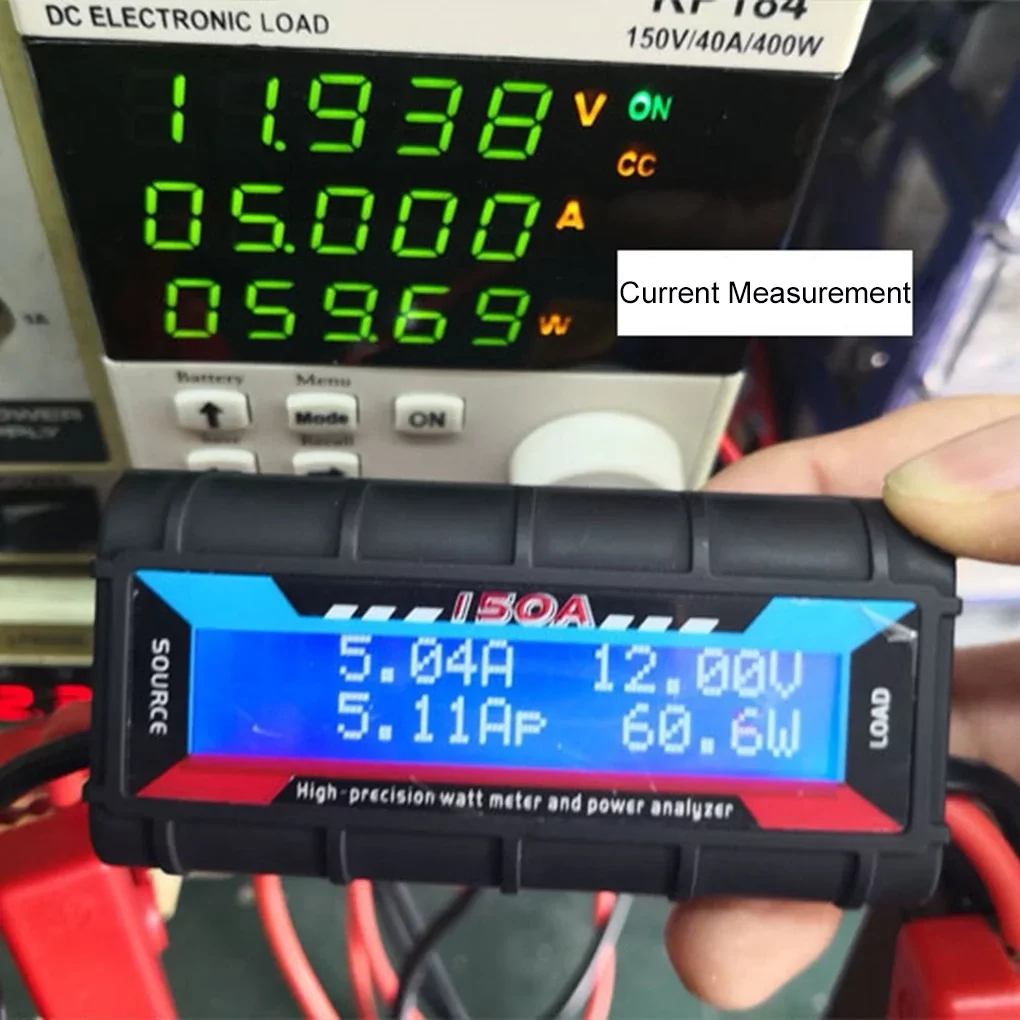 DC ELECTRONIC LOAD
150V/40A/400W
11.938 V ON
CC
05.000 A
Current Measurement
059.69 W
Battery Menu
Mode ON
150A
SOURCE
5.04A 12.00V
5.11Ap 60.6W
LOAD
High-precision watt meter and power analyzer